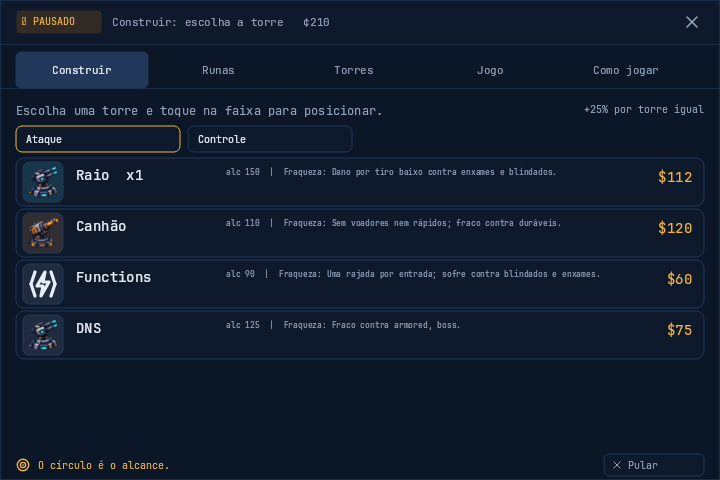 PAUSADO Construir: escolha a torre $210
Construir Runas Torres Jogo Como jogar
Escolha uma torre e toque na faixa para posicionar. +25% por torre igual
Ataque Controle
Raio x1 alc 150 | Fraqueza: Dano por tiro baixo contra enxames e blindados. $112
Canhão alc 110 | Fraqueza: Sem voadores nem rápidos; fraco contra duráveis. $120
Functions alc 90 | Fraqueza: Uma rajada por entrada; sofre contra blindados e enxames. $60
DNS alc 125 | Fraqueza: Fraco contra armored, boss. $75
O círculo é o alcance. Pular